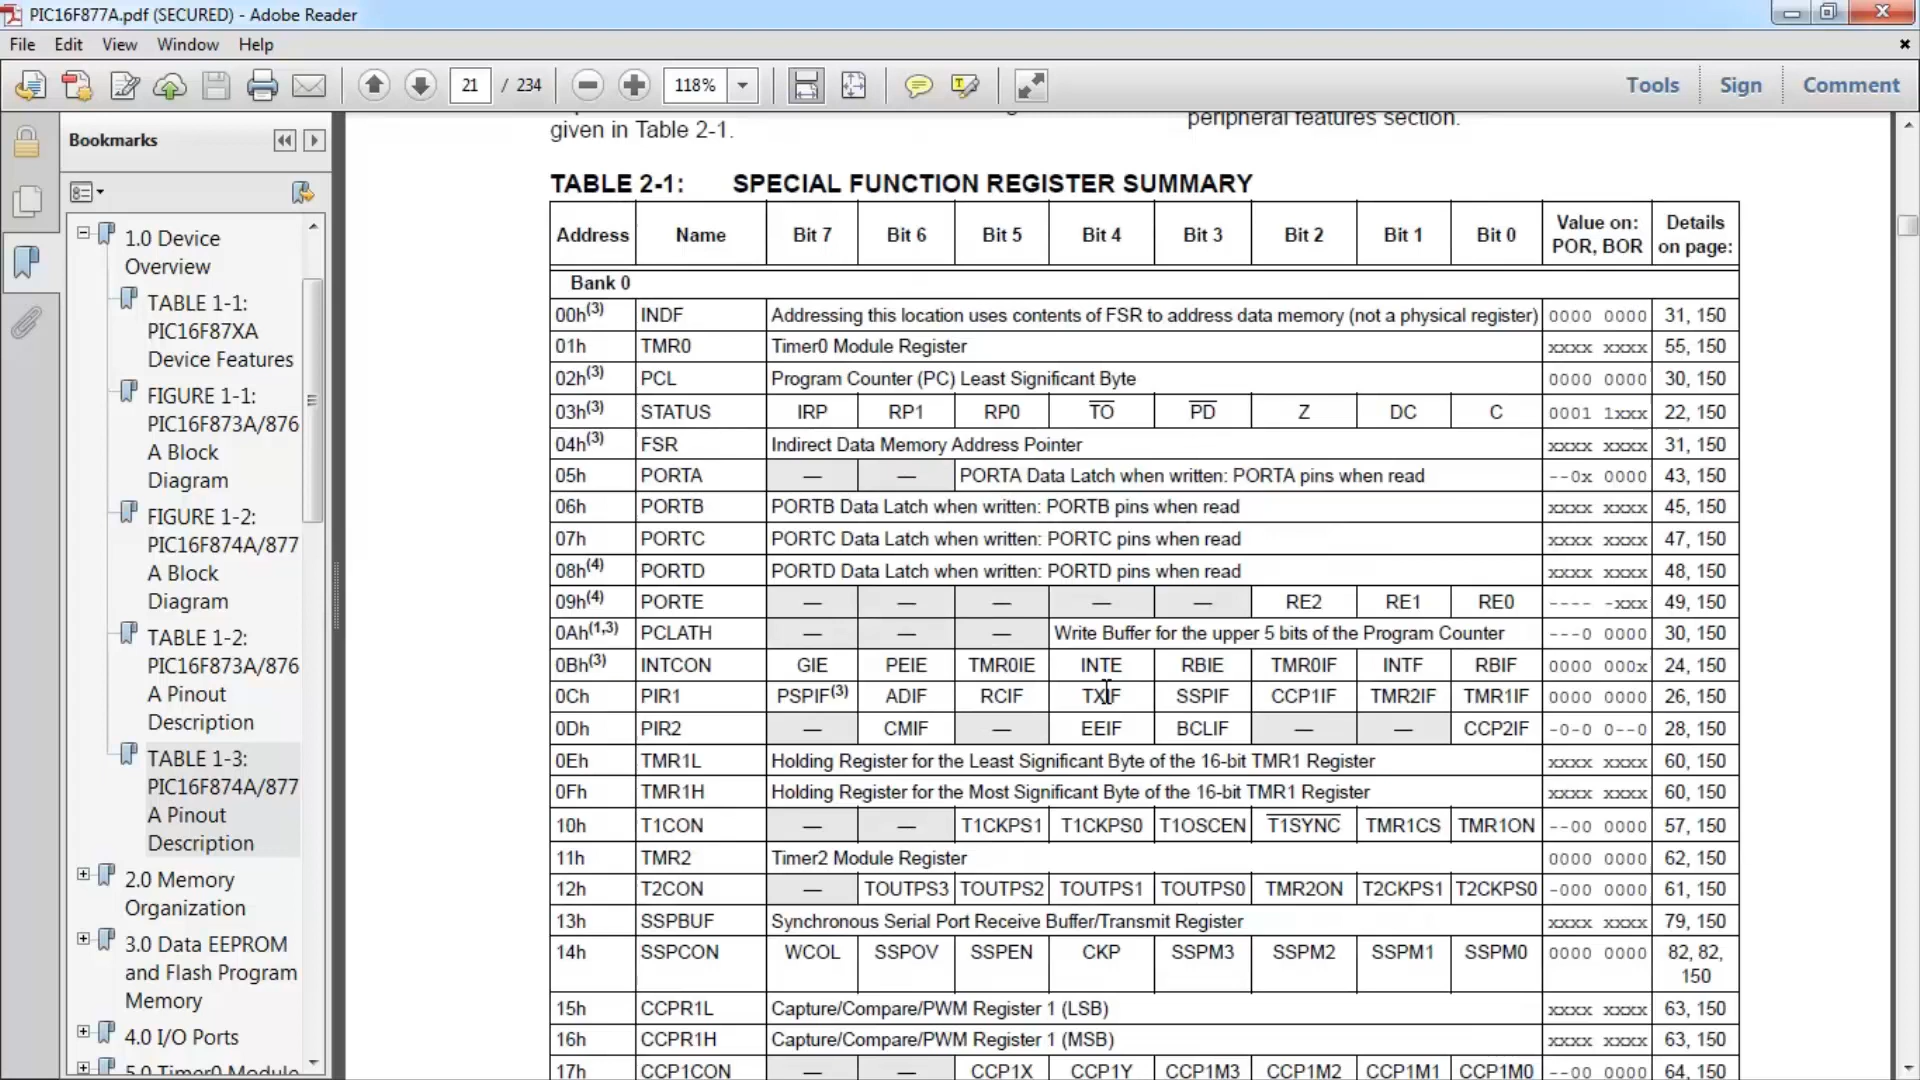 PIC16F877A.pdf (SECURED) - Adobe Reader
File Edit View Window Help
21 / 234 118% Tools Sign Comment
Bookmarks
1.0 Device
Overview
TABLE 1-1:
PIC16F87XA
Device Features
FIGURE 1-1:
PIC16F873A/876
A Block
Diagram
FIGURE 1-2:
PIC16F874A/877
A Block
Diagram
TABLE 1-2:
PIC16F873A/876
A Pinout
Description
TABLE 1-3:
PIC16F874A/877
A Pinout
Description
2.0 Memory
Organization
3.0 Data EEPROM
and Flash Program
Memory
4.0 I/O Ports
5.0 Timer0 Module
given in Table 2-1.
peripheral features section.
TABLE 2-1: SPECIAL FUNCTION REGISTER SUMMARY
Address Name Bit 7 Bit 6 Bit 5 Bit 4 Bit 3 Bit 2 Bit 1 Bit 0 Value on: POR, BOR Details on page:
Bank 0
00h(3) INDF Addressing this location uses contents of FSR to address data memory (not a physical register) 0000 0000 31, 150
01h TMR0 Timer0 Module Register xxxx xxxx 55, 150
02h(3) PCL Program Counter (PC) Least Significant Byte 0000 0000 30, 150
03h(3) STATUS IRP RP1 RP0 TO PD Z DC C 0001 1xxx 22, 150
04h(3) FSR Indirect Data Memory Address Pointer xxxx xxxx 31, 150
05h PORTA — — PORTA Data Latch when written: PORTA pins when read --0x 0000 43, 150
06h PORTB PORTB Data Latch when written: PORTB pins when read xxxx xxxx 45, 150
07h PORTC PORTC Data Latch when written: PORTC pins when read xxxx xxxx 47, 150
08h(4) PORTD PORTD Data Latch when written: PORTD pins when read xxxx xxxx 48, 150
09h(4) PORTE — — — — — RE2 RE1 RE0 ---- -xxx 49, 150
0Ah(1,3) PCLATH — — — Write Buffer for the upper 5 bits of the Program Counter ---0 0000 30, 150
0Bh(3) INTCON GIE PEIE TMR0IE INTE RBIE TMR0IF INTF RBIF 0000 000x 24, 150
0Ch PIR1 PSPIF(3) ADIF RCIF TXIF SSPIF CCP1IF TMR2IF TMR1IF 0000 0000 26, 150
0Dh PIR2 — CMIF — EEIF BCLIF — — CCP2IF -0-0 0--0 28, 150
0Eh TMR1L Holding Register for the Least Significant Byte of the 16-bit TMR1 Register xxxx xxxx 60, 150
0Fh TMR1H Holding Register for the Most Significant Byte of the 16-bit TMR1 Register xxxx xxxx 60, 150
10h T1CON — — T1CKPS1 T1CKPS0 T1OSCEN T1SYNC TMR1CS TMR1ON --00 0000 57, 150
11h TMR2 Timer2 Module Register 0000 0000 62, 150
12h T2CON — TOUTPS3 TOUTPS2 TOUTPS1 TOUTPS0 TMR2ON T2CKPS1 T2CKPS0 -000 0000 61, 150
13h SSPBUF Synchronous Serial Port Receive Buffer/Transmit Register xxxx xxxx 79, 150
14h SSPCON WCOL SSPOV SSPEN CKP SSPM3 SSPM2 SSPM1 SSPM0 0000 0000 82, 82, 150
15h CCPR1L Capture/Compare/PWM Register 1 (LSB) xxxx xxxx 63, 150
16h CCPR1H Capture/Compare/PWM Register 1 (MSB) xxxx xxxx 63, 150
17h CCP1CON — — CCP1X CCP1Y CCP1M3 CCP1M2 CCP1M1 CCP1M0 --00 0000 64, 150